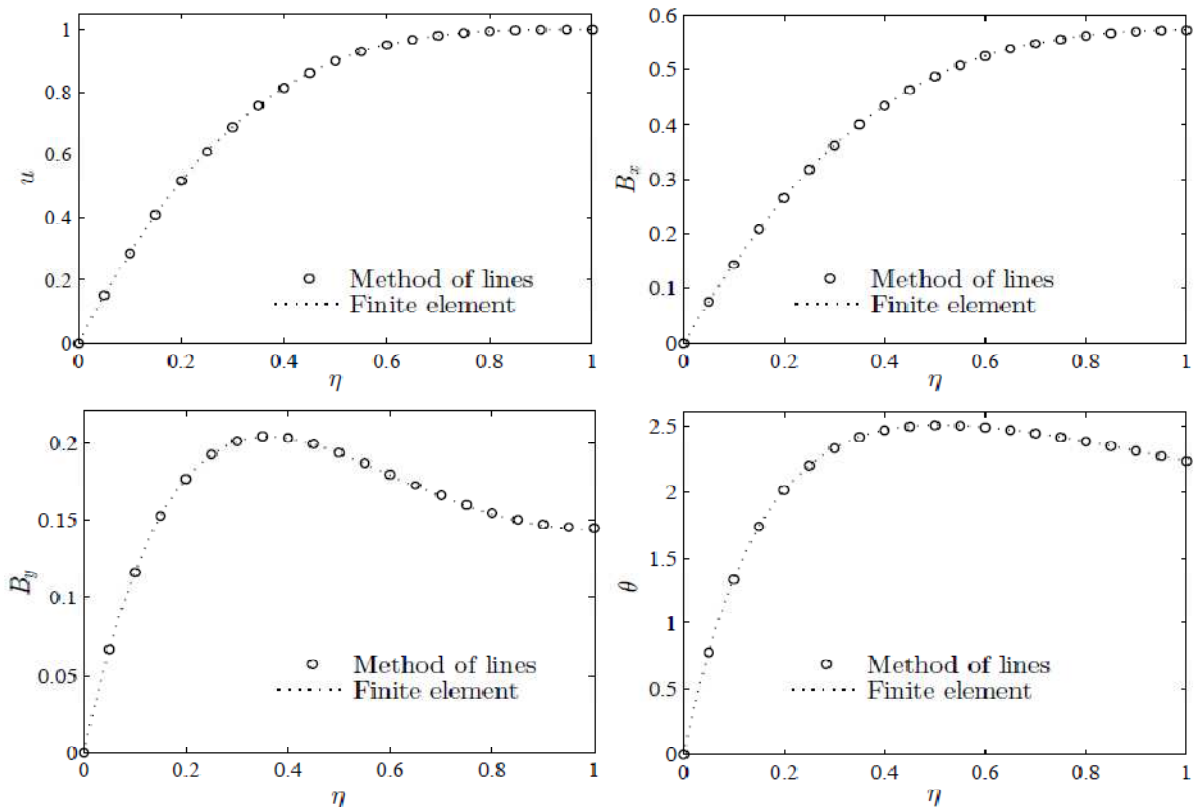 1
0.8
0.6
0.4
0.2
0
u
0 0.2 0.4 0.6 0.8 1
η
Method of lines
Finite element
0.6
0.5
0.4
0.3
0.2
0.1
0
B_x
0 0.2 0.4 0.6 0.8 1
η
Method of lines
Finite element
0.2
0.15
0.1
0.05
0
B_y
0 0.2 0.4 0.6 0.8 1
η
Method of lines
Finite element
2.5
2
1.5
1
0.5
0
θ
0 0.2 0.4 0.6 0.8 1
η
Method of lines
Finite element